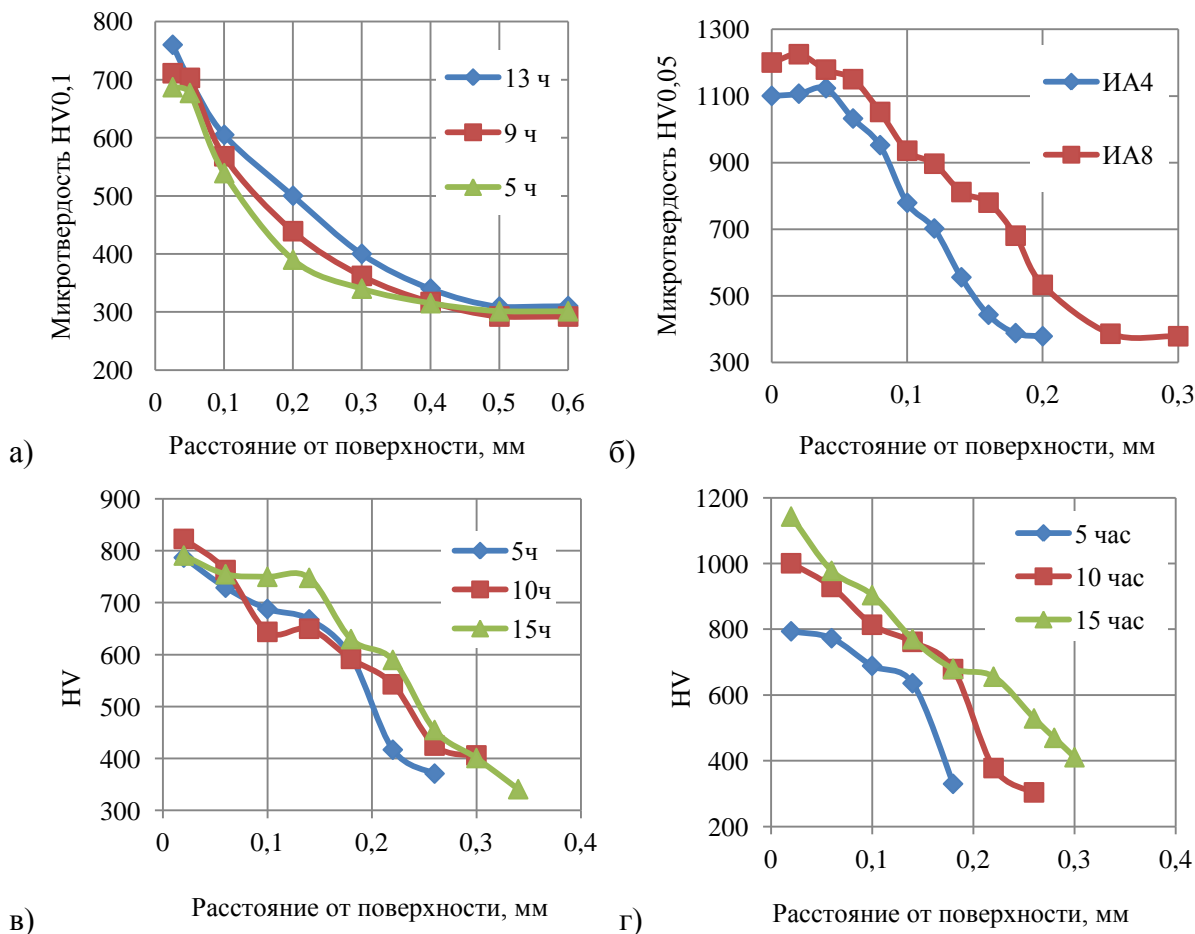 Микротвердость HV0,1
800
700
600
500
400
300
200
0 0,1 0,2 0,3 0,4 0,5 0,6
13 ч
9 ч
5 ч
Расстояние от поверхности, мм
а)
Микротвердость HV0,05
1300
1100
900
700
500
300
0 0,1 0,2 0,3
ИА4
ИА8
Расстояние от поверхности, мм
б)
HV
900
800
700
600
500
400
300
0 0,1 0,2 0,3 0,4
5ч
10ч
15ч
Расстояние от поверхности, мм
в)
HV
1200
1000
800
600
400
200
0 0,1 0,2 0,3 0,4
5 час
10 час
15 час
Расстояние от поверхности, мм
г)